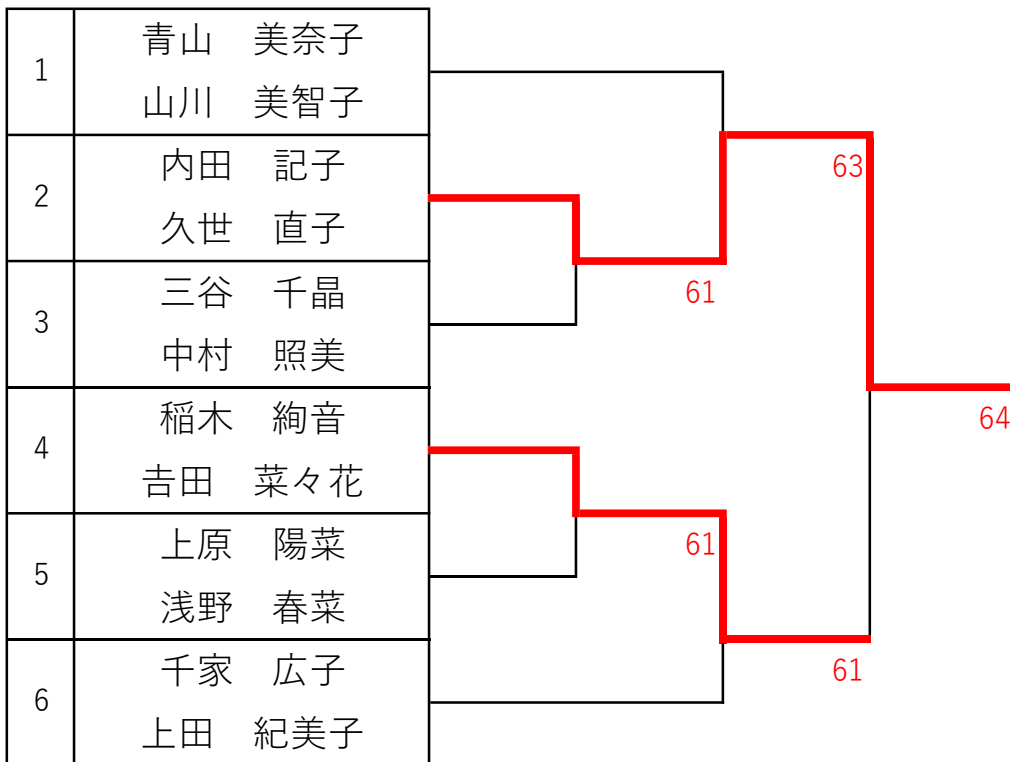 1
青山　美奈子
山川　美智子
2
内田　記子
久世　直子
3
三谷　千晶
中村　照美
4
稲木　絢音
𠮷田　菜々花
5
上原　陽菜
浅野　春菜
6
千家　広子
上田　紀美子
63
61
64
61
61